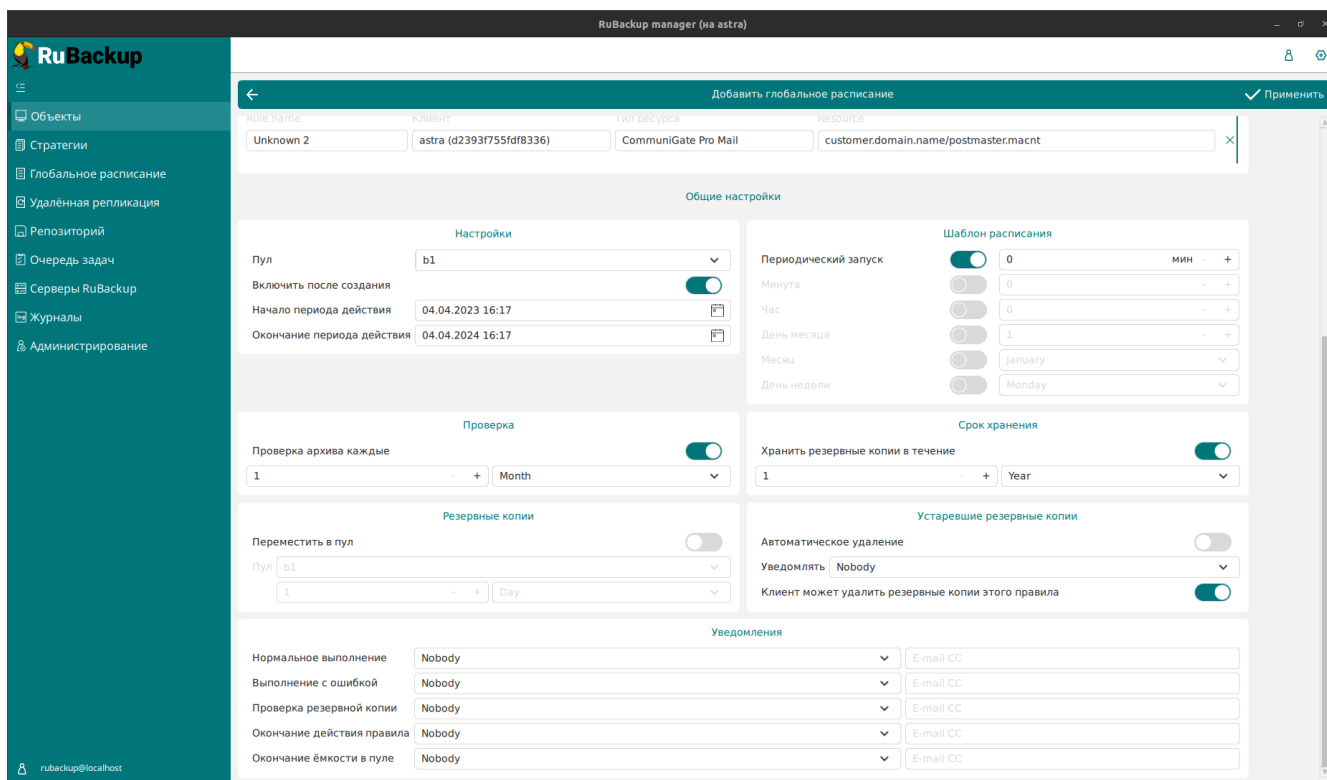 RuBackup manager (на astra)
RuBackup
Добавить глобальное расписание
Применить
Объекты
Стратегии
Глобальное расписание
Удалённая репликация
Репозиторий
Очередь задач
Серверы RuBackup
Журналы
Администрирование
rubackup@localhost
Rule name Клиент Тип ресурса Resource
Unknown 2 astra (d2393f755fdf8336) CommuniGate Pro Mail customer.domain.name/postmaster.macnt
Общие настройки
Настройки
Пул b1
Включить после создания
Начало периода действия 04.04.2023 16:17
Окончание периода действия 04.04.2024 16:17
Шаблон расписания
Периодический запуск 0 мин - +
Минута 0 - +
Час 0 - +
День месяца 1 - +
Месяц January
День недели Monday
Проверка
Проверка архива каждые
1 - + Month
Срок хранения
Хранить резервные копии в течение
1 - + Year
Резервные копии
Переместить в пул
Пул b1
1 - + Day
Устаревшие резервные копии
Автоматическое удаление
Уведомлять Nobody
Клиент может удалить резервные копии этого правила
Уведомления
Нормальное выполнение Nobody E-mail CC
Выполнение с ошибкой Nobody E-mail CC
Проверка резервной копии Nobody E-mail CC
Окончание действия правила Nobody E-mail CC
Окончание ёмкости в пуле Nobody E-mail CC